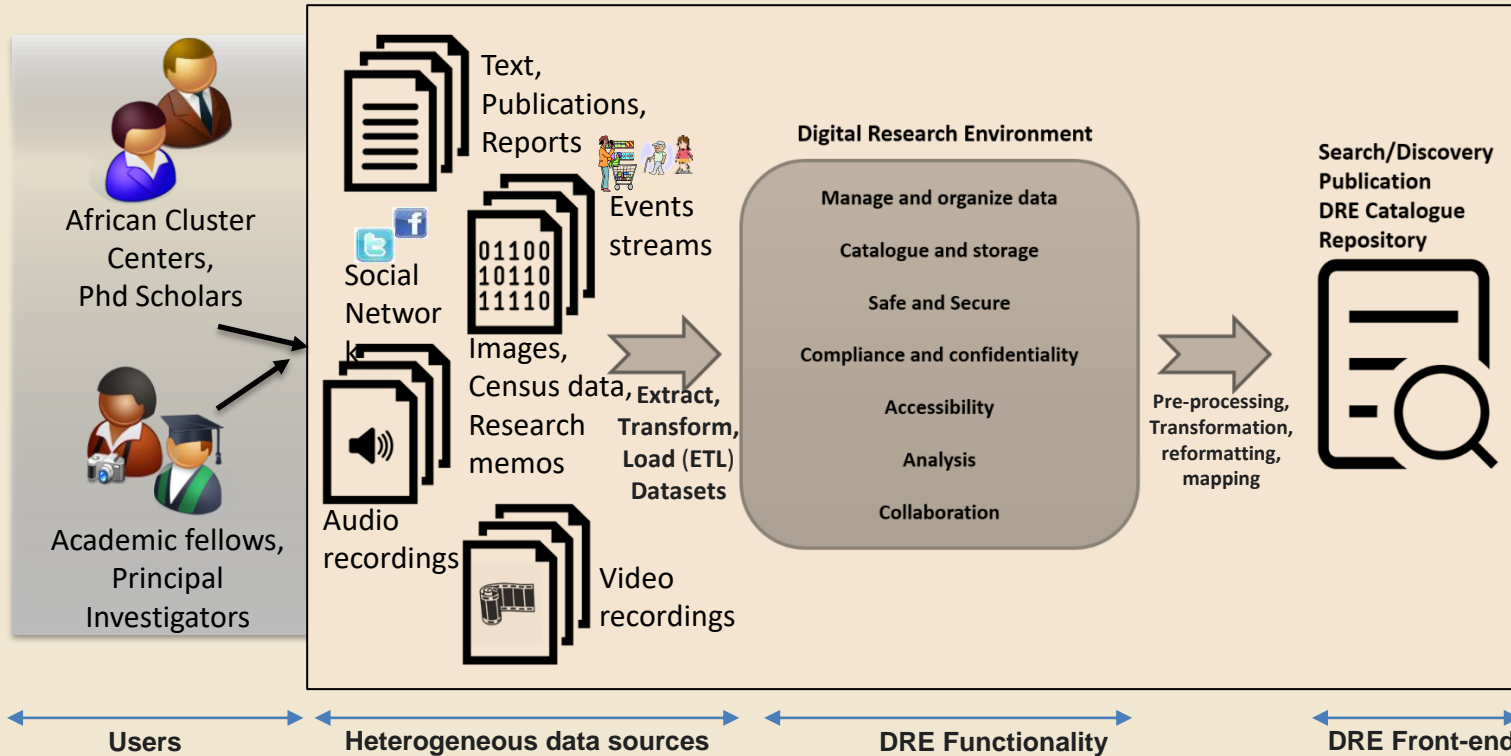 African Cluster
Centers,
Phd Scholars
Academic fellows,
Principal
Investigators
Text,
Publications,
Reports
Events
streams
01100
10110
11110
f
t
Social
Networ
k
Images,
Census data,
Research
memos
Audio
recordings
Video
recordings
Extract,
Transform,
Load (ETL)
Datasets
Digital Research Environment
Manage and organize data
Catalogue and storage
Safe and Secure
Compliance and confidentiality
Accessibility
Analysis
Collaboration
Pre-processing,
Transformation,
reformatting,
mapping
Search/Discovery
Publication
DRE Catalogue
Repository
Users
Heterogeneous data sources
DRE Functionality
DRE Front-end